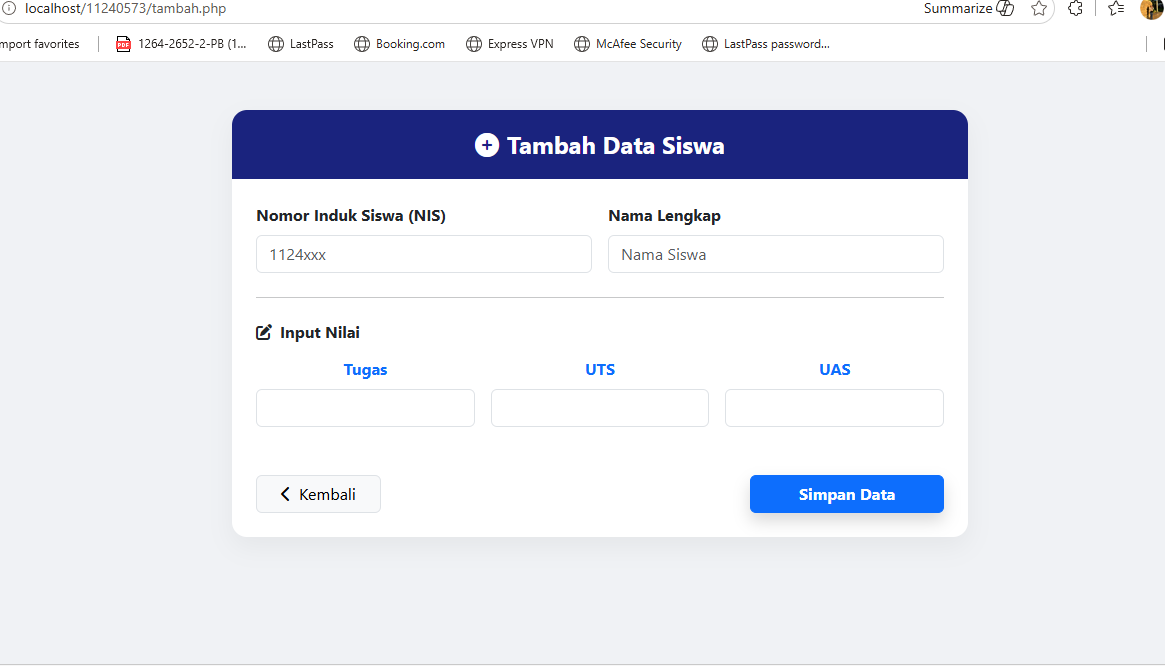 localhost/11240573/tambah.php Summarize
mport favorites 1264-2652-2-PB (1... LastPass Booking.com Express VPN McAfee Security LastPass password...
Tambah Data Siswa
Nomor Induk Siswa (NIS) Nama Lengkap
1124xxx Nama Siswa
Input Nilai
Tugas UTS UAS
Kembali Simpan Data